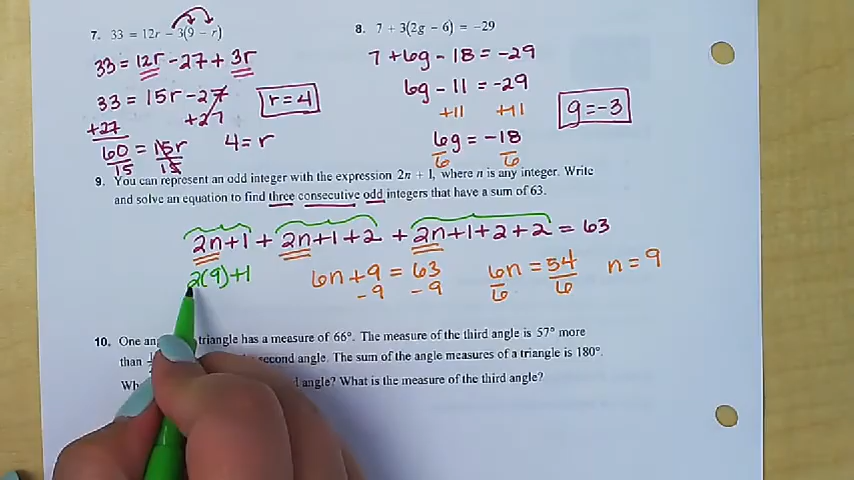 7. 33 = 12r − 3(9 − r)
33 = 12r − 27 + 3r
33 = 15r − 27
+27 +27
60 = 15r
15 15
4 = r
r = 4
8. 7 + 3(2g − 6) = −29
7 + 6g − 18 = −29
6g − 11 = −29
+11 +11
6g = −18
6 6
g = −3
9. You can represent an odd integer with the expression 2n + 1, where n is any integer. Write
and solve an equation to find three consecutive odd integers that have a sum of 63.
2n+1 + 2n+1+2 + 2n+1+2+2 = 63
2(9)+1
6n + 9 = 63
−9 −9
6n = 54
6 6
n = 9
10. One ang triangle has a measure of 66°. The measure of the third angle is 57° more
than second angle. The sum of the angle measures of a triangle is 180°.
angle? What is the measure of the third angle?